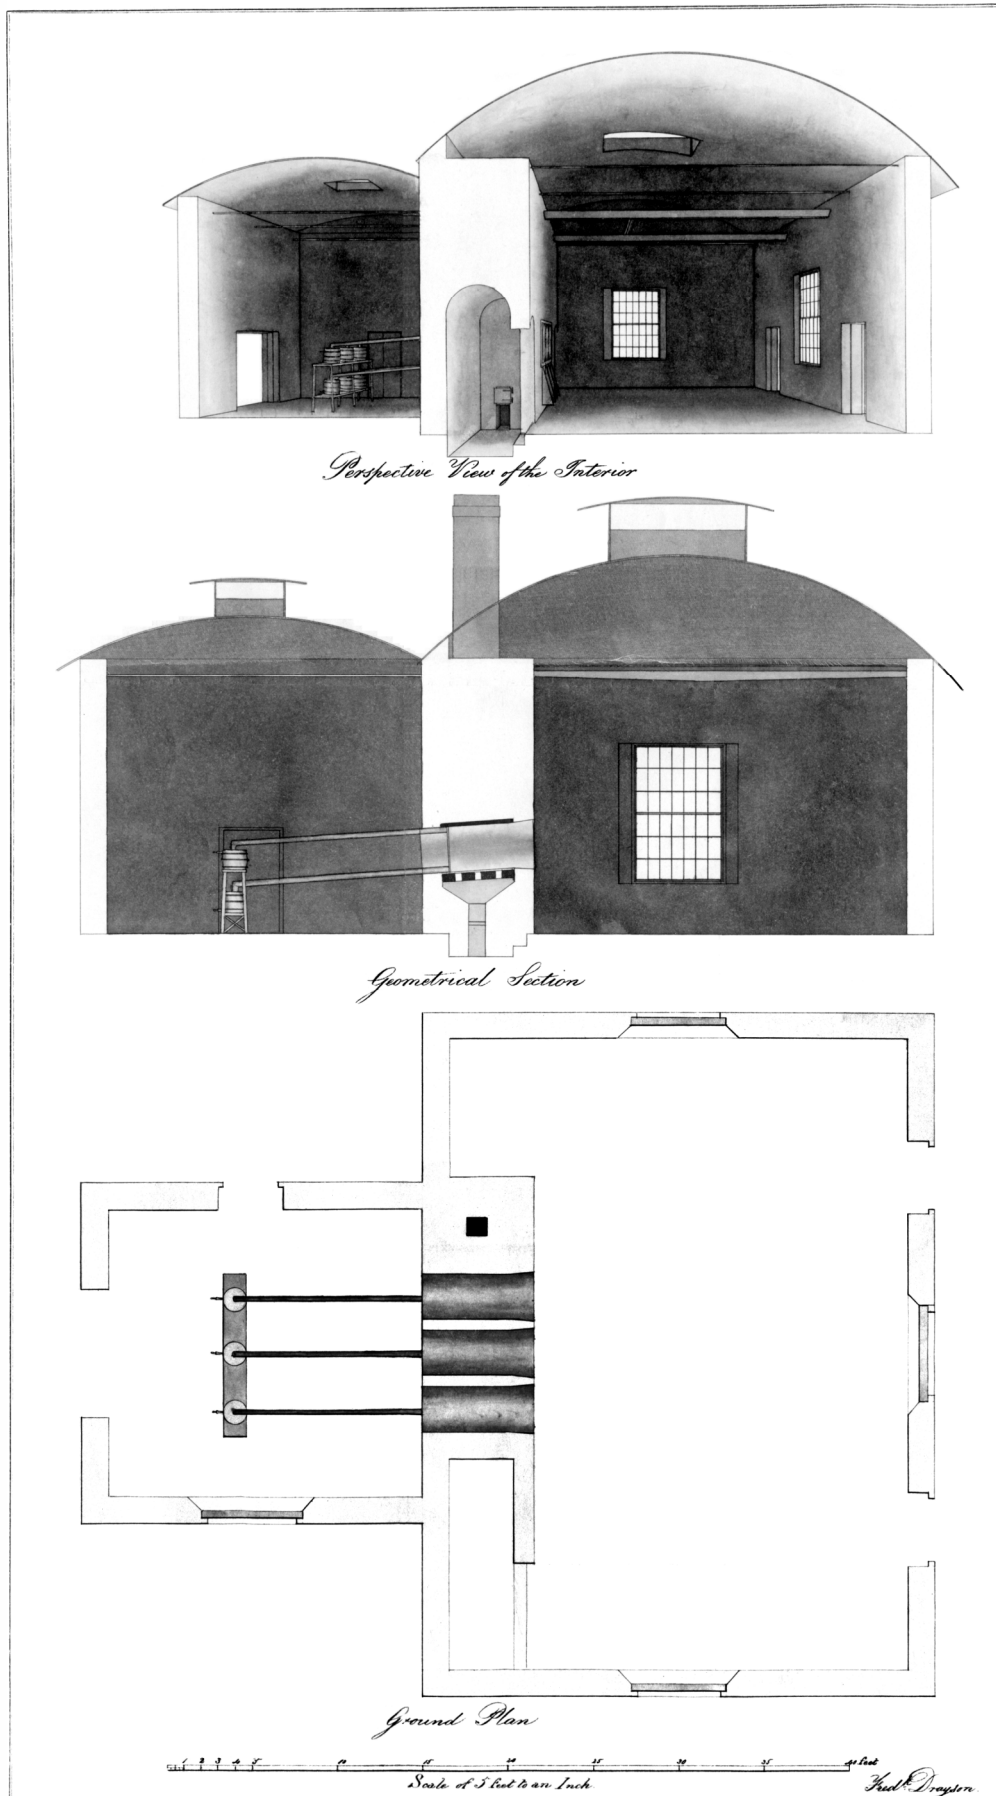 Perspective View of the Interior
Geometrical Section
Ground Plan
1 2 3 4 5 10 15 20 25 30 35 40 feet
Scale of 5 feet to an Inch.
Fredk. Drayson.